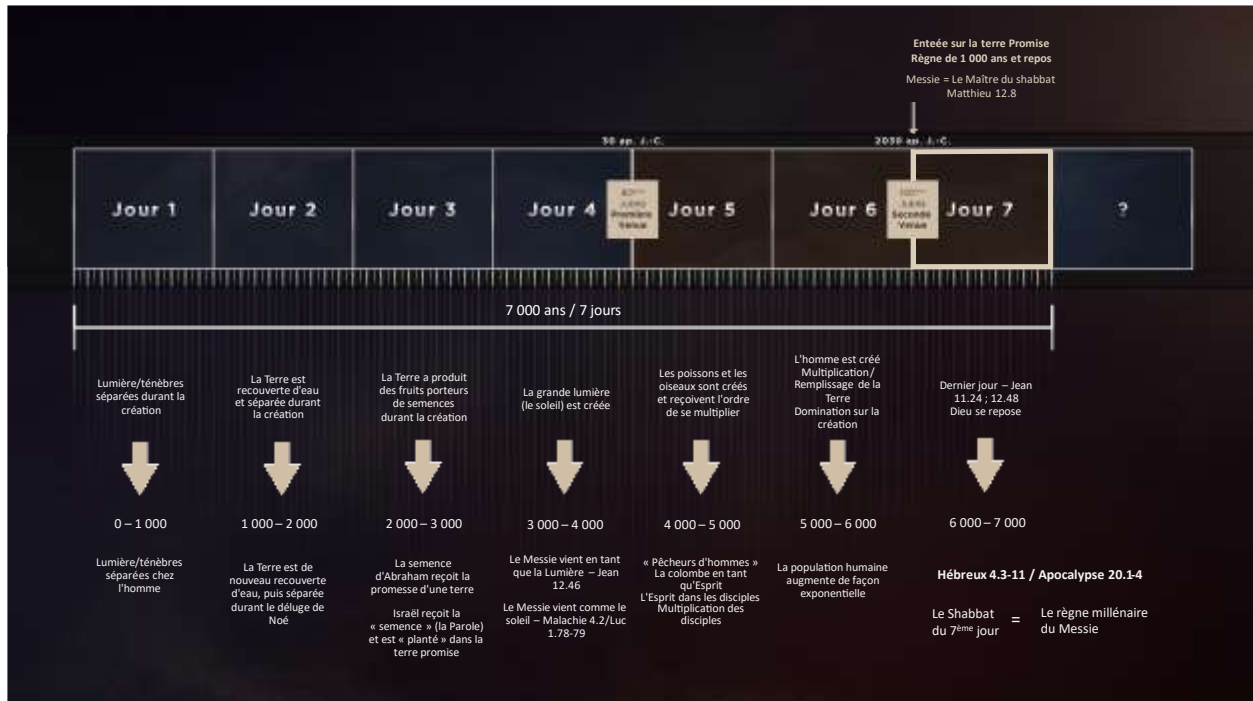 Enteée sur la terre Promise
Règne de 1 000 ans et repos
Messie = Le Maître du shabbat
Matthieu 12.8
30 ap. J.-C.
2030 ap. J.-C.
Jour 1
Jour 2
Jour 3
Jour 4
Première
Venue
Jour 5
Jour 6
Seconde
Venue
Jour 7
?
7 000 ans / 7 jours
Lumière/ténèbres
séparées durant la
création
La Terre est
recouverte d'eau
et séparée durant
la création
La Terre a produit
des fruits porteurs
de semences
durant la création
La grande lumière
(le soleil) est créée
Les poissons et les
oiseaux sont créés
et reçoivent l'ordre
de se multiplier
L'homme est créé
Multiplication/
Remplissage de la
Terre
Domination sur la
création
Dernier jour – Jean
11.24 ; 12.48
Dieu se repose
0 – 1 000
1 000 – 2 000
2 000 – 3 000
3 000 – 4 000
4 000 – 5 000
5 000 – 6 000
6 000 – 7 000
Lumière/ténèbres
séparées chez
l'homme
La Terre est de
nouveau recouverte
d'eau, puis séparée
durant le déluge de
Noé
La semence
d'Abraham reçoit la
promesse d'une terre
Israël reçoit la
« semence » (la Parole)
et est « planté » dans la
terre promise
Le Messie vient en tant
que la Lumière – Jean
12.46
Le Messie vient comme le
soleil – Malachie 4.2/Luc
1.78-79
« Pêcheurs d'hommes »
La colombe en tant
qu'Esprit
L'Esprit dans les disciples
Multiplication des
disciples
La population humaine
augmente de façon
exponentielle
Hébreux 4.3-11 / Apocalypse 20.1-4
Le Shabbat
du 7ème jour
=
Le règne millénaire
du Messie